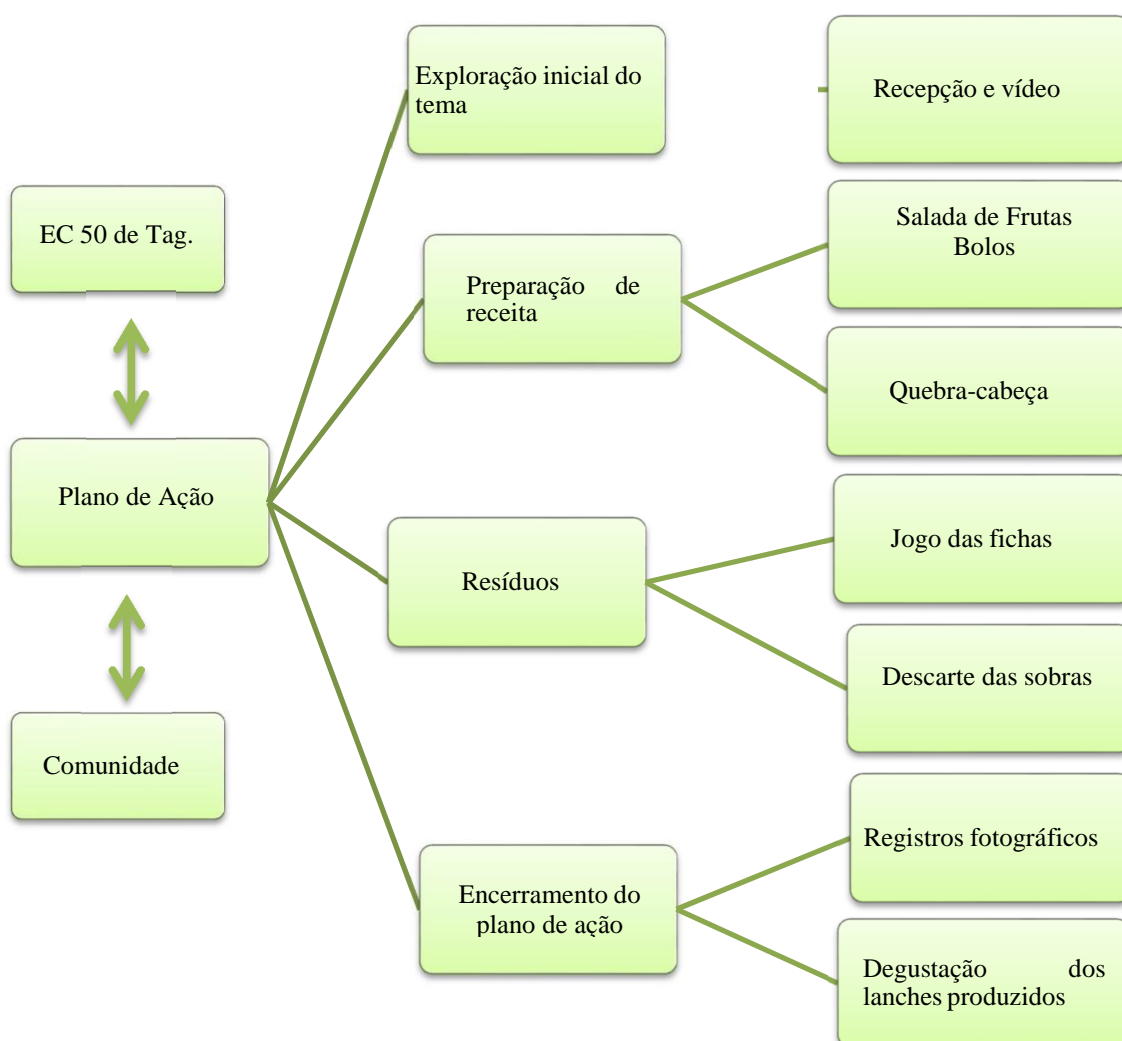 EC 50 de Tag.
Plano de Ação
Comunidade
Exploração inicial do
tema
Recepção e vídeo
Preparação de
receita
Salada de Frutas
Bolos
Quebra-cabeça
Resíduos
Jogo das fichas
Descarte das sobras
Encerramento do
plano de ação
Registros fotográficos
Degustação dos
lanches produzidos